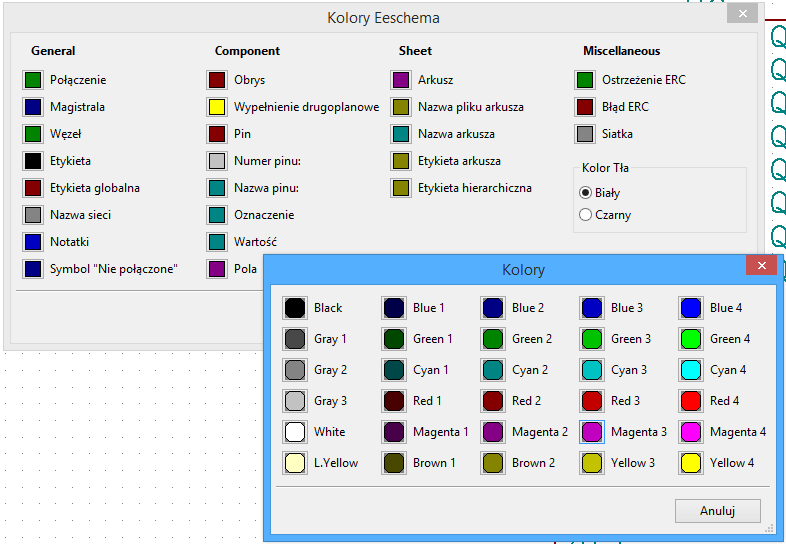 Kolory Eeschema
General
Component
Sheet
Miscellaneous
Połączenie
Obrys
Arkusz
Ostrzeżenie ERC
Magistrala
Wypełnienie drugoplanowe
Nazwa pliku arkusza
Błąd ERC
Węzeł
Pin
Nazwa arkusza
Siatka
Etykieta
Numer pinu:
Etykieta arkusza
Kolor Tła
Etykieta globalna
Nazwa pinu:
Etykieta hierarchiczna
Biały
Nazwa sieci
Oznaczenie
Czarny
Notatki
Wartość
Symbol "Nie połączone"
Pola
Kolory
Black
Blue 1
Blue 2
Blue 3
Blue 4
Gray 1
Green 1
Green 2
Green 3
Green 4
Gray 2
Cyan 1
Cyan 2
Cyan 3
Cyan 4
Gray 3
Red 1
Red 2
Red 3
Red 4
White
Magenta 1
Magenta 2
Magenta 3
Magenta 4
L.Yellow
Brown 1
Brown 2
Yellow 3
Yellow 4
Anuluj
Q
Q
Q
Q
Q
Q
Q